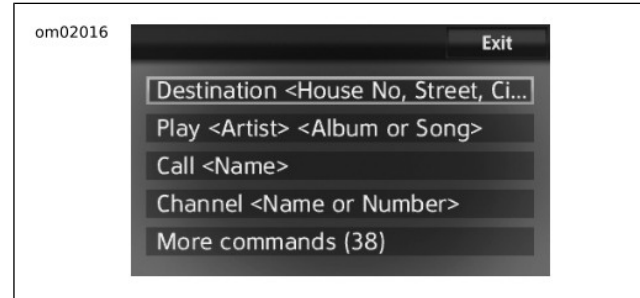 om02016
Exit
Destination <House No, Street, Ci...
Play <Artist> <Album or Song>
Call <Name>
Channel <Name or Number>
More commands (38)